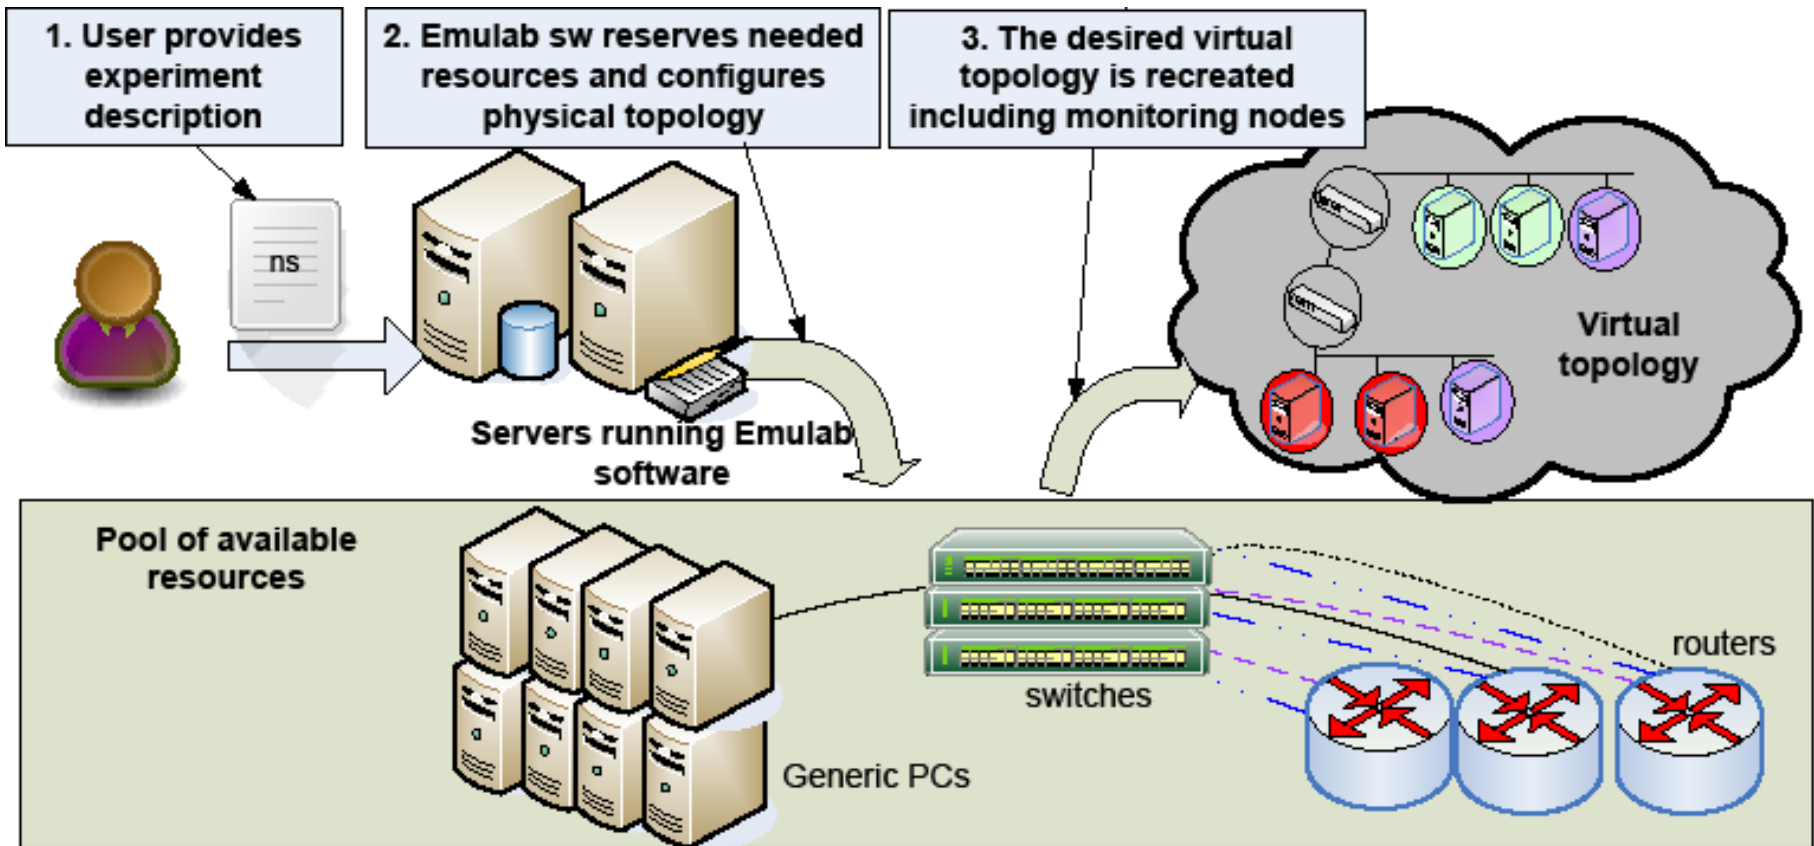 1. User provides
experiment
description
2. Emulab sw reserves needed
resources and configures
physical topology
3. The desired virtual
topology is recreated
including monitoring nodes
ns
Servers running Emulab
software
Virtual
topology
Pool of available
resources
Generic PCs
switches
routers